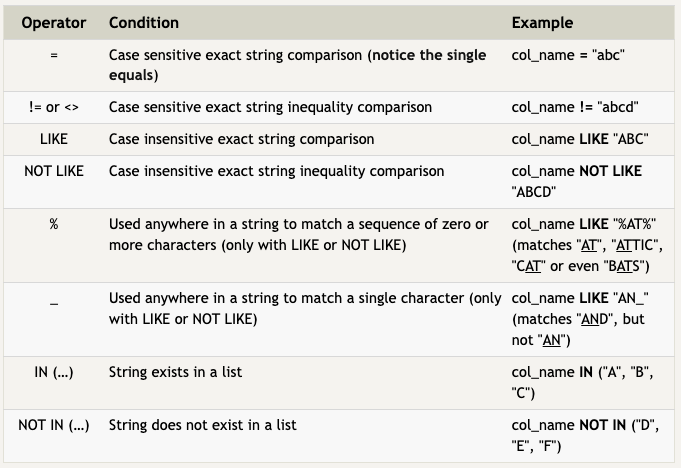 Operator Condition Example
= Case sensitive exact string comparison (notice the single col_name = "abc"
equals)
!= or <> Case sensitive exact string inequality comparison col_name != "abcd"
LIKE Case insensitive exact string comparison col_name LIKE "ABC"
NOT LIKE Case insensitive exact string inequality comparison col_name NOT LIKE
"ABCD"
% Used anywhere in a string to match a sequence of zero or col_name LIKE "%AT%"
more characters (only with LIKE or NOT LIKE) (matches "AT", "ATTIC",
"CAT" or even "BATS")
_ Used anywhere in a string to match a single character (only col_name LIKE "AN_"
with LIKE or NOT LIKE) (matches "AND", but
not "AN")
IN (…) String exists in a list col_name IN ("A", "B",
"C")
NOT IN (…) String does not exist in a list col_name NOT IN ("D",
"E", "F")